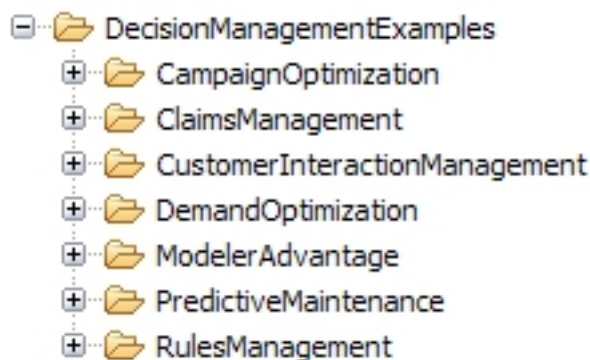 DecisionManagementExamples
CampaignOptimization
ClaimsManagement
CustomerInteractionManagement
DemandOptimization
ModelerAdvantage
PredictiveMaintenance
RulesManagement